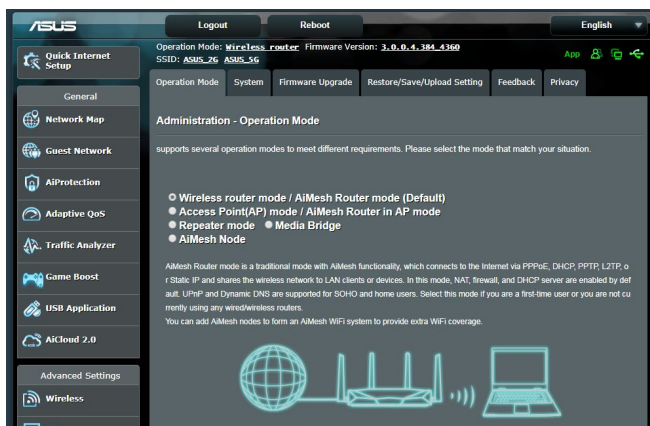 ASUS
Logout
Reboot
English
Quick Internet
Setup
Operation Mode: Wireless router Firmware Version: 3.0.0.4.384_4360
SSID: ASUS_2G ASUS_5G
App
Operation Mode
System
Firmware Upgrade
Restore/Save/Upload Setting
Feedback
Privacy
General
Network Map
Guest Network
AiProtection
Adaptive QoS
Traffic Analyzer
Game Boost
USB Application
AiCloud 2.0
Advanced Settings
Wireless
Administration - Operation Mode
supports several operation modes to meet different requirements. Please select the mode that match your situation.
Wireless router mode / AiMesh Router mode (Default)
Access Point(AP) mode / AiMesh Router in AP mode
Repeater mode Media Bridge
AiMesh Node
AiMesh Router mode is a traditional mode with AiMesh functionality, which connects to the Internet via PPPoE, DHCP, PPTP, L2TP, o
r Static IP and shares the wireless network to LAN clients or devices. In this mode, NAT, firewall, and DHCP server are enabled by def
ault. UPnP and Dynamic DNS are supported for SOHO and home users. Select this mode if you are a first-time user or you are not cu
rrently using any wired/wireless routers.
You can add AiMesh nodes to form an AiMesh WiFi system to provide extra WiFi coverage.